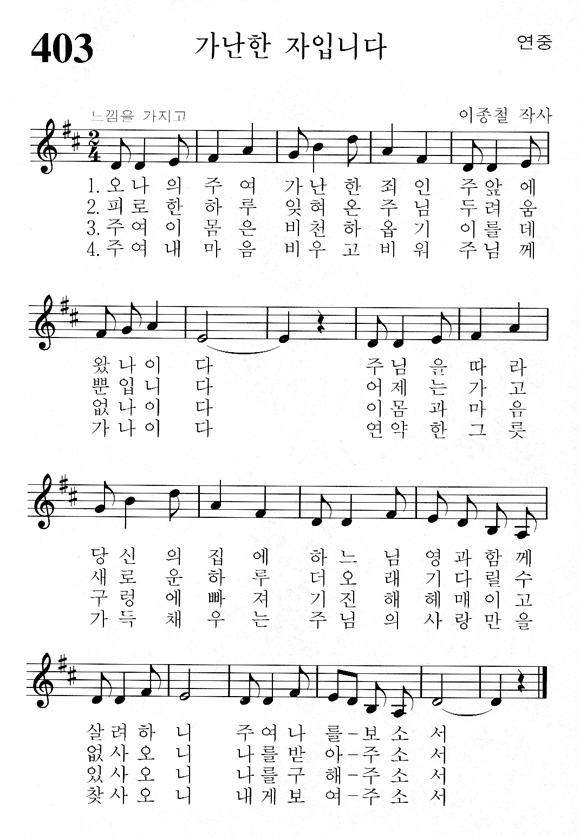 403 가난한 자입니다 연중
느낌을 가지고 이종철 작사
2/4
1. 오 나 의 주 여 가 난 한 죄 인 주 앞 에
2. 피 로 한 하 루 잊 혀 온 주 님 두 려 움
3. 주 여 이 몸 은 비 천 하 옵 기 이 를 데
4. 주 여 내 마 음 비 우 고 비 워 주 님 께
왔 나 이 다 주 님 을 따 라
뿐 입 니 다 어 제 는 가 고
없 나 이 다 이 몸 과 마 음
가 나 이 다 연 약 한 그 릇
당 신 의 집 에 하 느 님 영 과 함 께
새 로 운 하 루 더 오 래 기 다 릴 수
구 렁 에 빠 져 기 진 해 헤 매 이 고
가 득 채 우 는 주 님 의 사 랑 만 을
살 려 하 니 주 여 나 를 - 보 소 서
없 사 오 니 나 를 받 아 - 주 소 서
있 사 오 니 나 를 구 해 - 주 소 서
찾 사 오 니 내 게 보 여 - 주 소 서